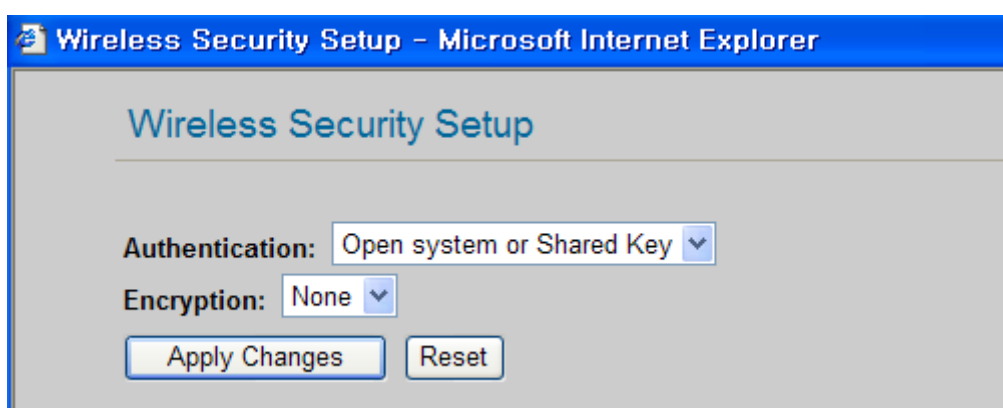 Wireless Security Setup - Microsoft Internet Explorer
Wireless Security Setup
Authentication: Open system or Shared Key
Encryption: None
Apply Changes Reset